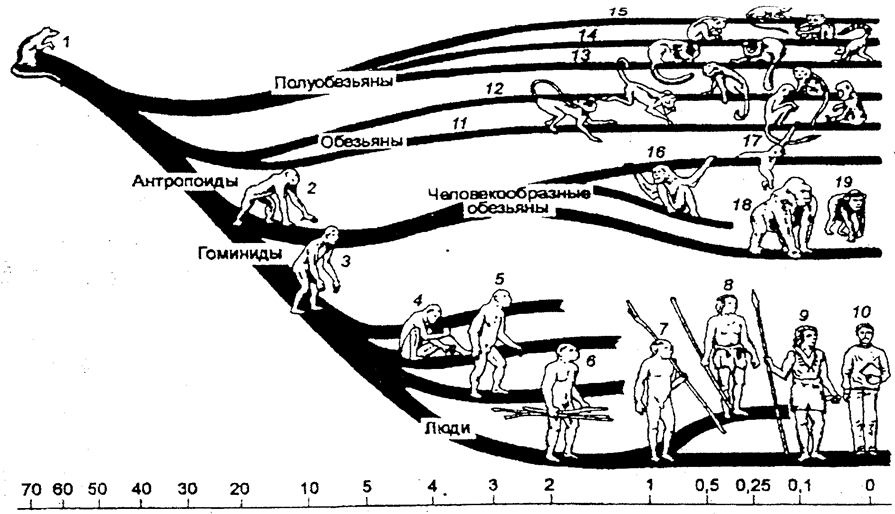 15
14
1
13
Полуобезьяны
12
11
Обезьяны
17
16
Антропоиды
2
Человекообразные
обезьяны
19
18
Гоминиды
3
5
8
4
7
9
10
6
Люди
70 60 50 40 30 20 10 5 4 3 2 1 0,5 0,25 0,1 0